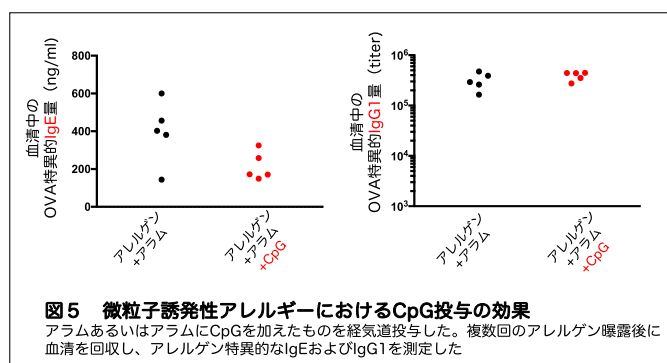 血清中の
OVA特異的IgE量（ng/ml）
800
600
400
200
0
アレルゲン
+アラム
アレルゲン
+アラム
+CpG
血清中の
OVA特異的IgG1量（titer）
10⁶
10⁵
10⁴
10³
アレルゲン
+アラム
アレルゲン
+アラム
+CpG
図５　微粒子誘発性アレルギーにおけるCpG投与の効果
アラムあるいはアラムにCpGを加えたものを経気道投与した。複数回のアレルゲン曝露後に
血清を回収し、アレルゲン特異的なIgEおよびIgG1を測定した